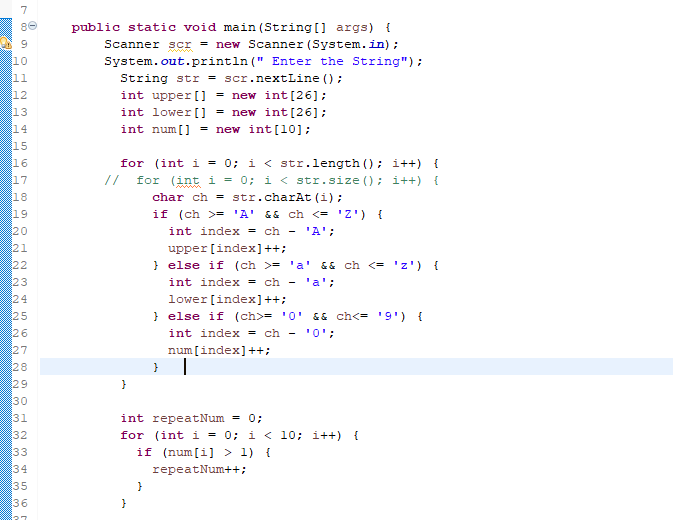 7
8 public static void main(String[] args) {
9 Scanner scr = new Scanner(System.in);
10 System.out.println(" Enter the String");
11 String str = scr.nextLine();
12 int upper[] = new int[26];
13 int lower[] = new int[26];
14 int num[] = new int[10];
15
16 for (int i = 0; i < str.length(); i++) {
17 // for (int i = 0; i < str.size(); i++) {
18 char ch = str.charAt(i);
19 if (ch >= 'A' && ch <= 'Z') {
20 int index = ch - 'A';
21 upper[index]++;
22 } else if (ch >= 'a' && ch <= 'z') {
23 int index = ch - 'a';
24 lower[index]++;
25 } else if (ch>= '0' && ch<= '9') {
26 int index = ch - '0';
27 num[index]++;
28 }
29 }
30
31 int repeatNum = 0;
32 for (int i = 0; i < 10; i++) {
33 if (num[i] > 1) {
34 repeatNum++;
35 }
36 }
37